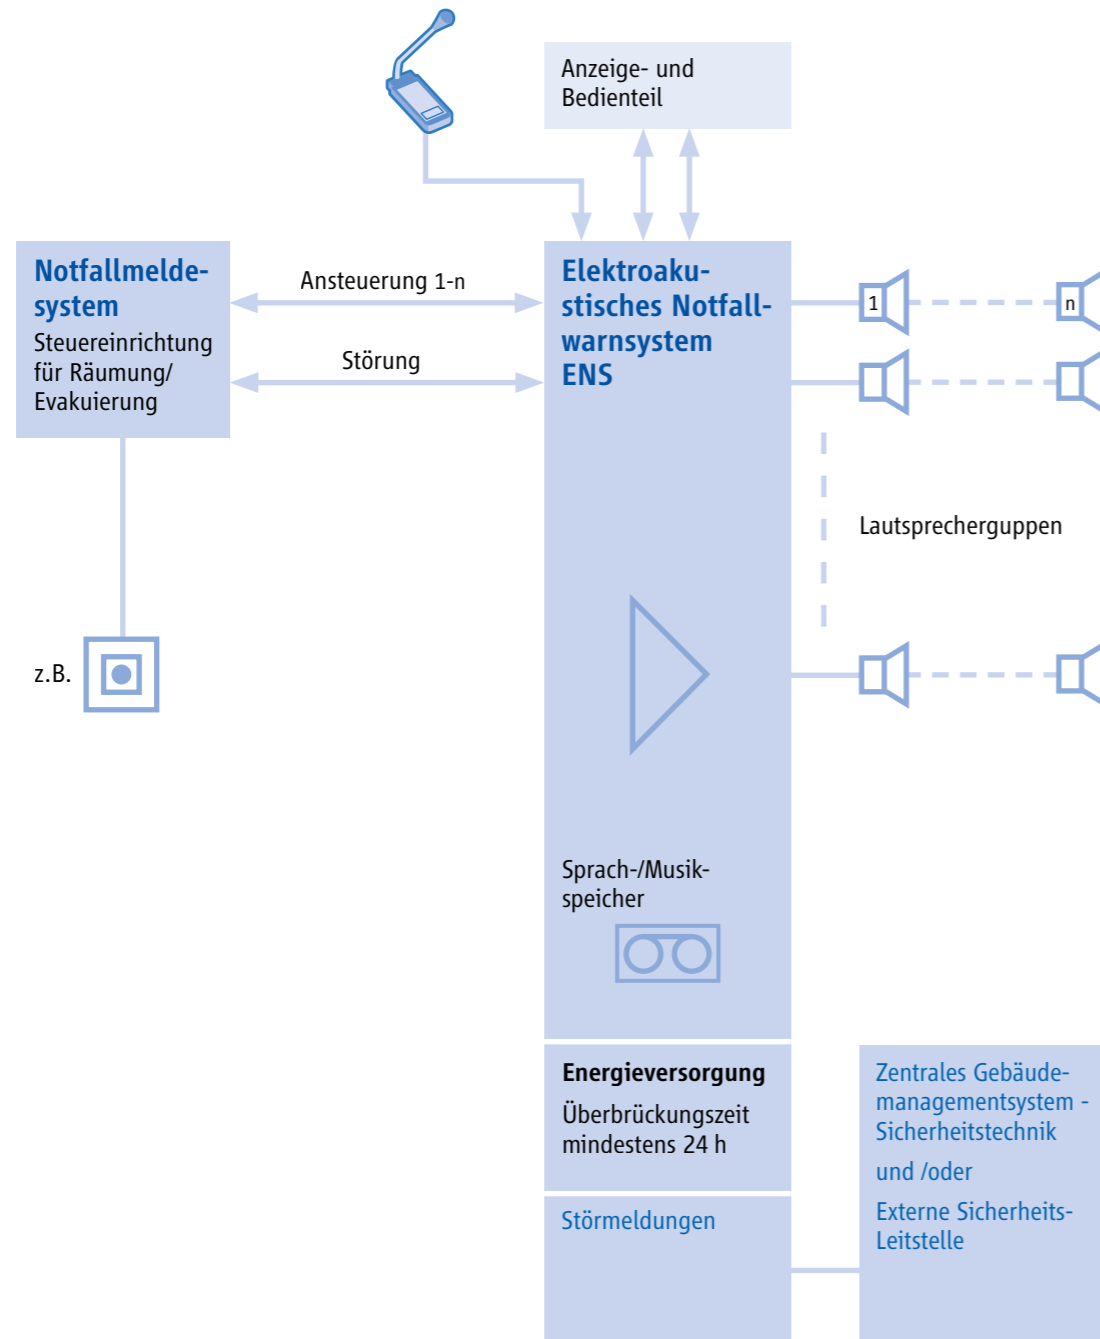 Anzeige- und
Bedienteil
Notfallmelde-
system
Steuereinrichtung
für Räumung/
Evakuierung
Ansteuerung 1-n
Störung
Elektroaku-
stisches Notfall-
warnsystem
ENS
1
n
Lautsprecherguppen
z.B.
Sprach-/Musik-
speicher
Energieversorgung
Überbrückungszeit
mindestens 24 h
Störmeldungen
Zentrales Gebäude-
managementsystem -
Sicherheitstechnik
und /oder
Externe Sicherheits-
Leitstelle